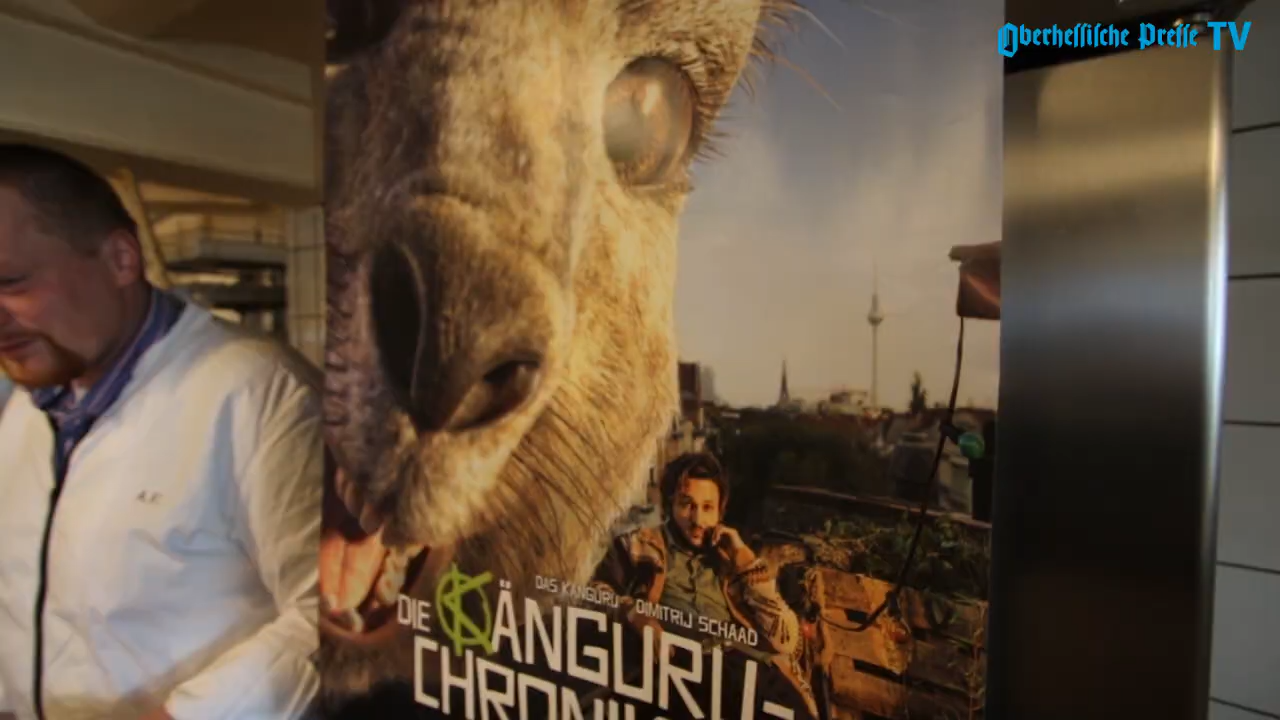 Oberhessische Presse TV
A.F.
DAS KÄNGURU DIMITRIJ SCHAAD
DIE KÄNGURU-